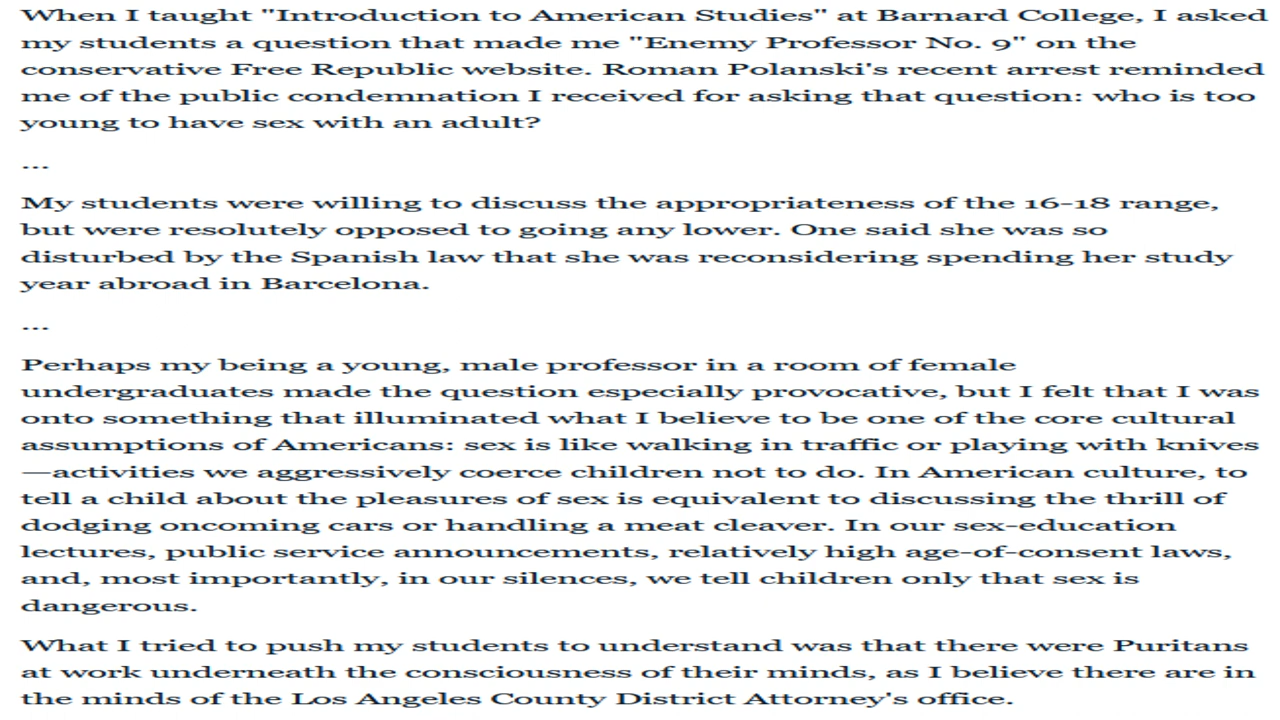 When I taught "Introduction to American Studies" at Barnard College, I asked
my students a question that made me "Enemy Professor No. 9" on the
conservative Free Republic website. Roman Polanski's recent arrest reminded
me of the public condemnation I received for asking that question: who is too
young to have sex with an adult?
...
My students were willing to discuss the appropriateness of the 16-18 range,
but were resolutely opposed to going any lower. One said she was so
disturbed by the Spanish law that she was reconsidering spending her study
year abroad in Barcelona.
...
Perhaps my being a young, male professor in a room of female
undergraduates made the question especially provocative, but I felt that I was
onto something that illuminated what I believe to be one of the core cultural
assumptions of Americans: sex is like walking in traffic or playing with knives
—activities we aggressively coerce children not to do. In American culture, to
tell a child about the pleasures of sex is equivalent to discussing the thrill of
dodging oncoming cars or handling a meat cleaver. In our sex-education
lectures, public service announcements, relatively high age-of-consent laws,
and, most importantly, in our silences, we tell children only that sex is
dangerous.
What I tried to push my students to understand was that there were Puritans
at work underneath the consciousness of their minds, as I believe there are in
the minds of the Los Angeles County District Attorney's office.